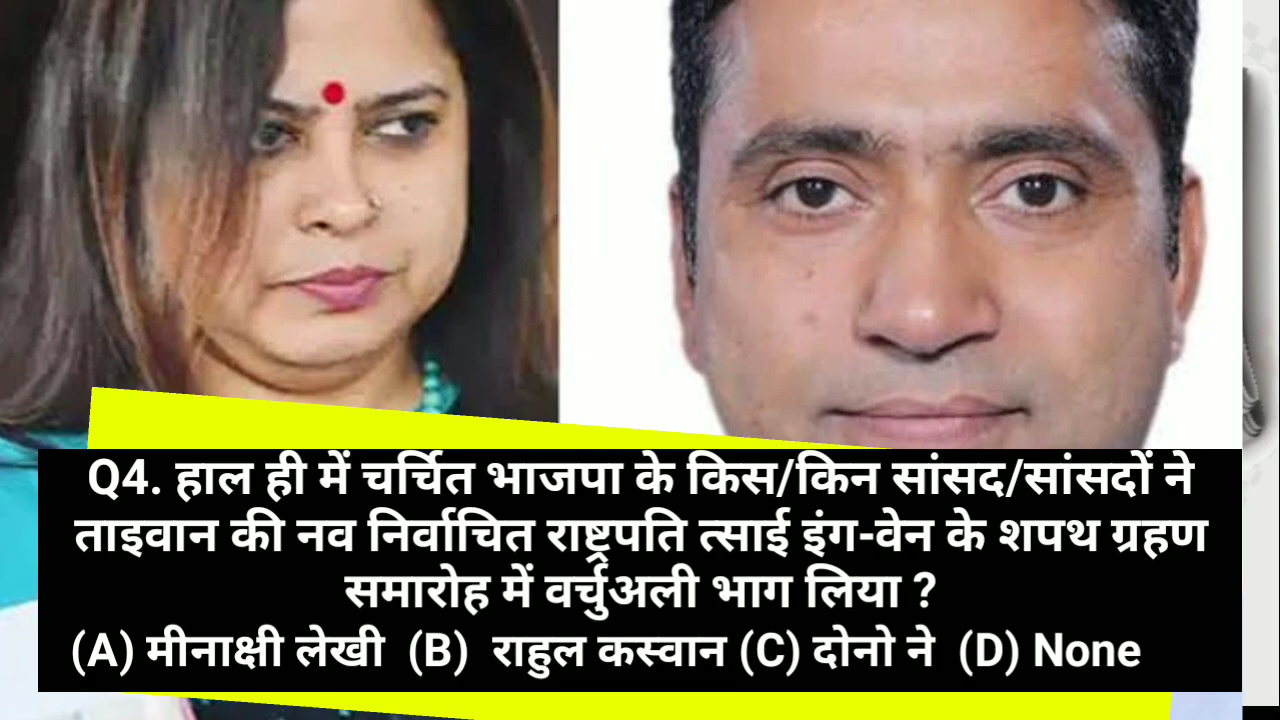 Q4. हाल ही में चर्चित भाजपा के किस/किन सांसद/सांसदों ने
ताइवान की नव निर्वाचित राष्ट्रपति त्साई इंग-वेन के शपथ ग्रहण
समारोह में वर्चुअली भाग लिया ?
(A) मीनाक्षी लेखी (B) राहुल कस्वान (C) दोनो ने (D) None